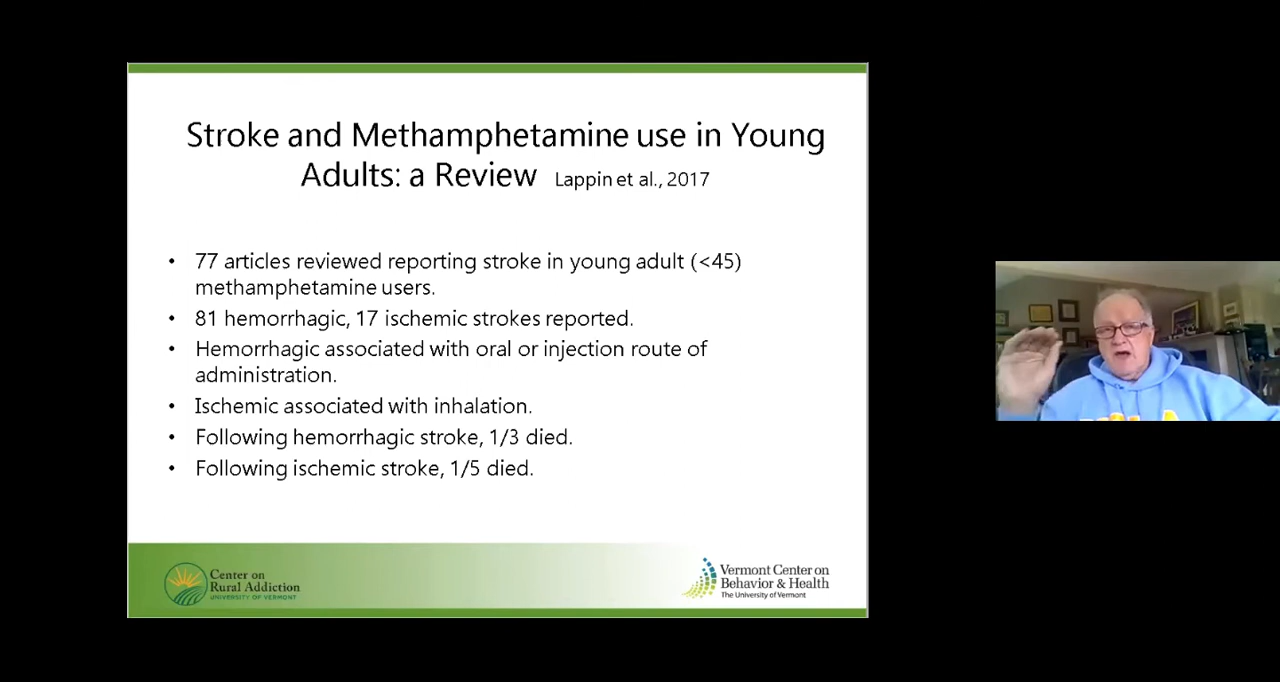 Stroke and Methamphetamine use in Young
Adults: a Review Lappin et al., 2017
• 77 articles reviewed reporting stroke in young adult (<45)
methamphetamine users.
• 81 hemorrhagic, 17 ischemic strokes reported.
• Hemorrhagic associated with oral or injection route of
administration.
• Ischemic associated with inhalation.
• Following hemorrhagic stroke, 1/3 died.
• Following ischemic stroke, 1/5 died.
Center on
Rural Addiction
UNIVERSITY OF VERMONT
Vermont Center on
Behavior & Health
The University of Vermont